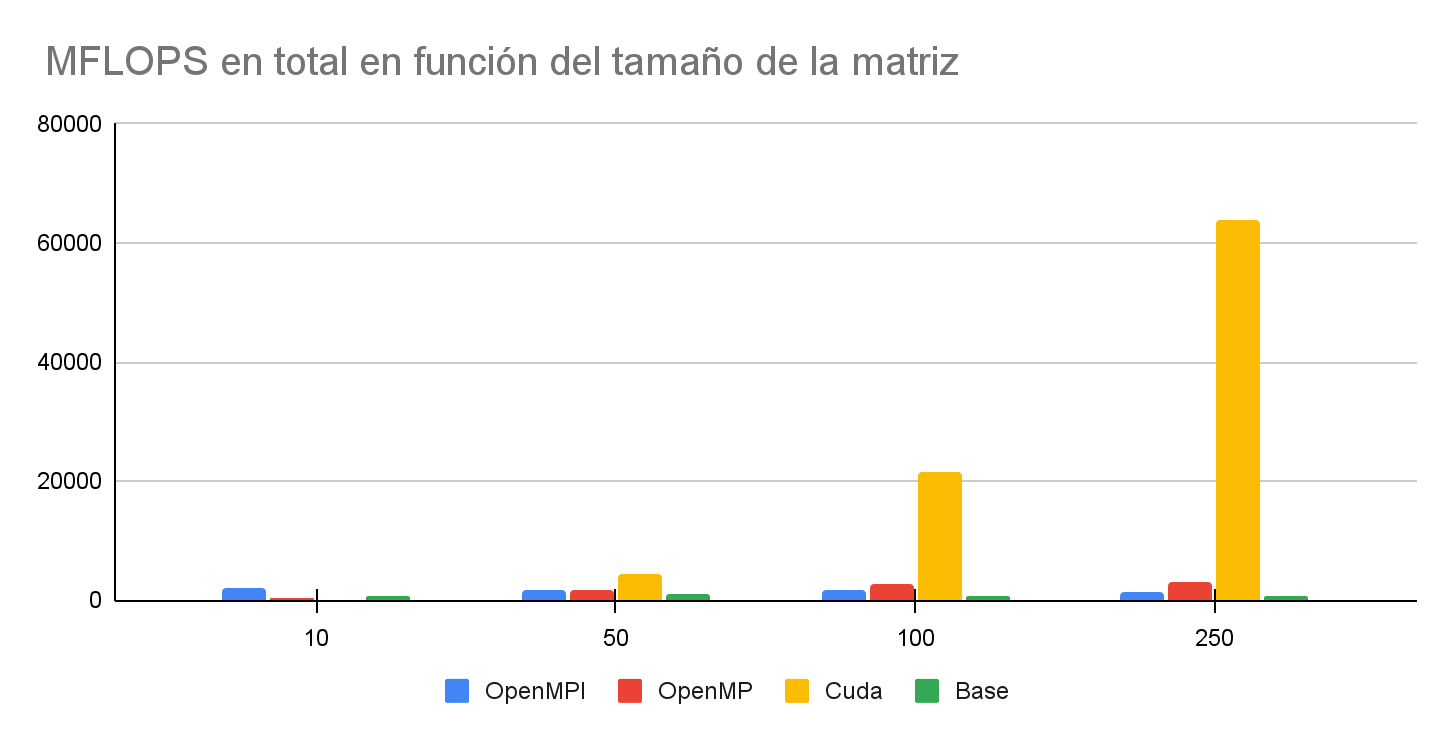 MFLOPS en total en función del tamaño de la matriz
80000
60000
40000
20000
0
10 50 100 250
OpenMPI OpenMP Cuda Base